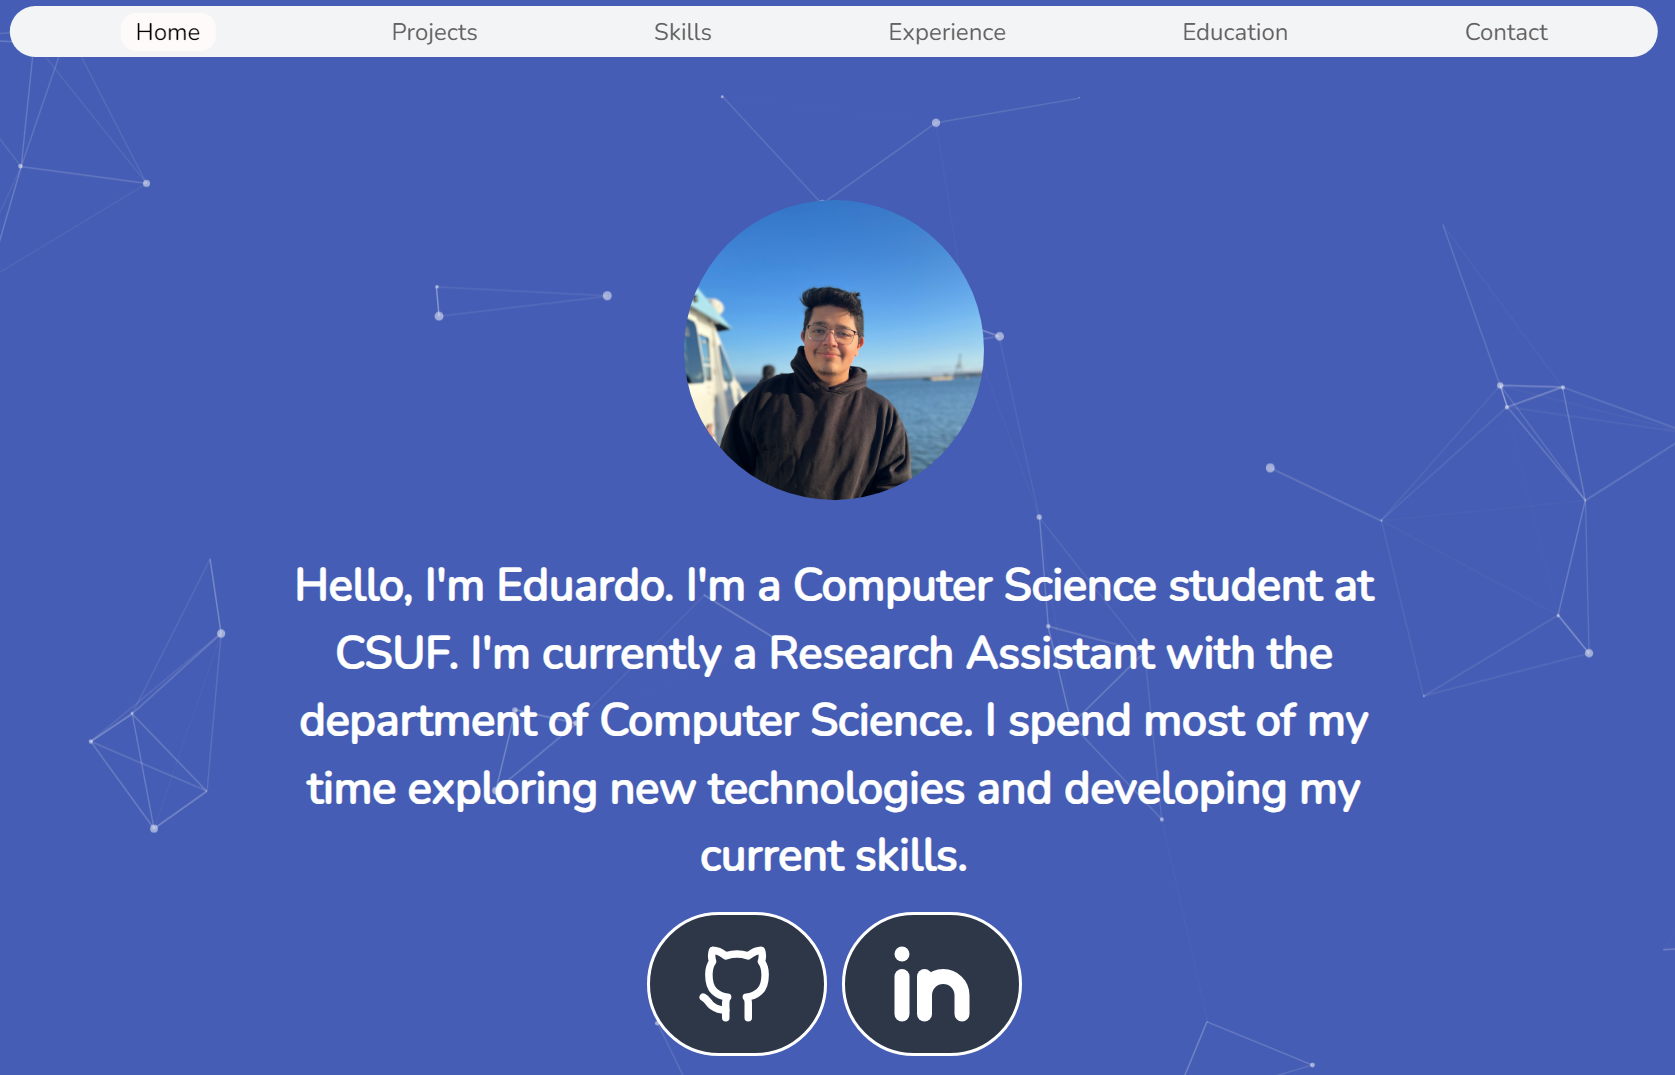 Home Projects Skills Experience Education Contact
Hello, I'm Eduardo. I'm a Computer Science student at
CSUF. I'm currently a Research Assistant with the
department of Computer Science. I spend most of my
time exploring new technologies and developing my
current skills.
in